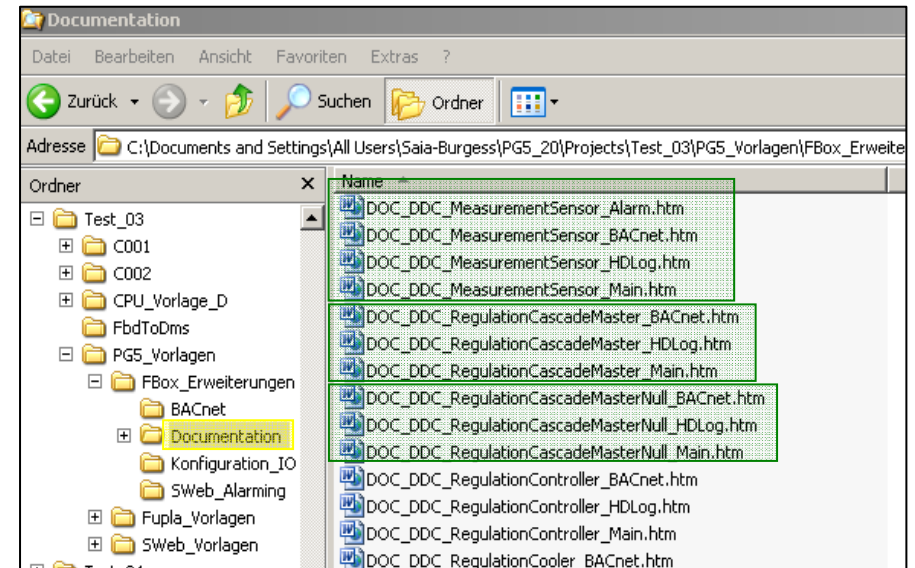 Documentation
Datei Bearbeiten Ansicht Favoriten Extras ?
Zurück Suchen Ordner
Adresse C:\Documents and Settings\All Users\Saia-Burgess\PG5_20\Projects\Test_03\PG5_Vorlagen\FBox_Erweite
Ordner
Test_03
C001
C002
CPU_Vorlage_D
FbdToDms
PG5_Vorlagen
FBox_Erweiterungen
BACnet
Documentation
Konfiguration_IO
SWeb_Alarming
Fupla_Vorlagen
SWeb_Vorlagen
Name
DOC_DDC_MeasurementSensor_Alarm.htm
DOC_DDC_MeasurementSensor_BACnet.htm
DOC_DDC_MeasurementSensor_HDLog.htm
DOC_DDC_MeasurementSensor_Main.htm
DOC_DDC_RegulationCascadeMaster_BACnet.htm
DOC_DDC_RegulationCascadeMaster_HDLog.htm
DOC_DDC_RegulationCascadeMaster_Main.htm
DOC_DDC_RegulationCascadeMasterNull_BACnet.htm
DOC_DDC_RegulationCascadeMasterNull_HDLog.htm
DOC_DDC_RegulationCascadeMasterNull_Main.htm
DOC_DDC_RegulationController_BACnet.htm
DOC_DDC_RegulationController_HDLog.htm
DOC_DDC_RegulationController_Main.htm
DOC_DDC_RegulationCooler_BACnet.htm